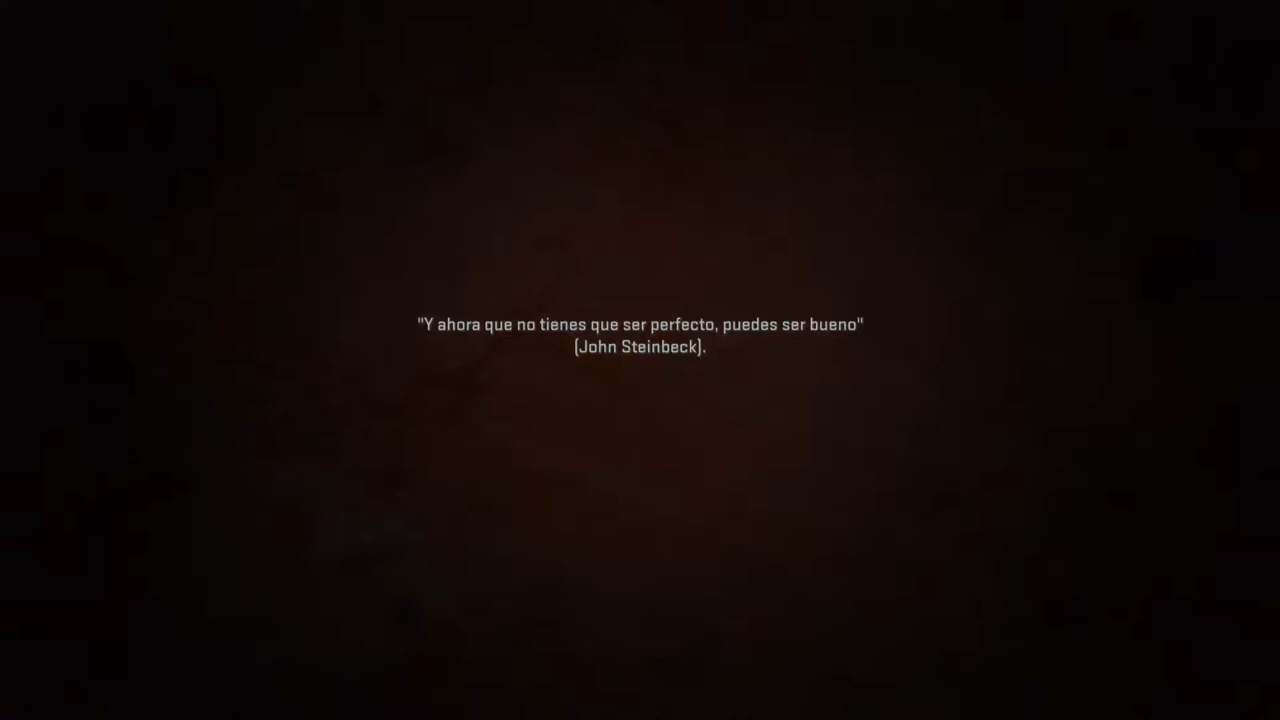 "Y ahora que no tienes que ser perfecto, puedes ser bueno"
(John Steinbeck).